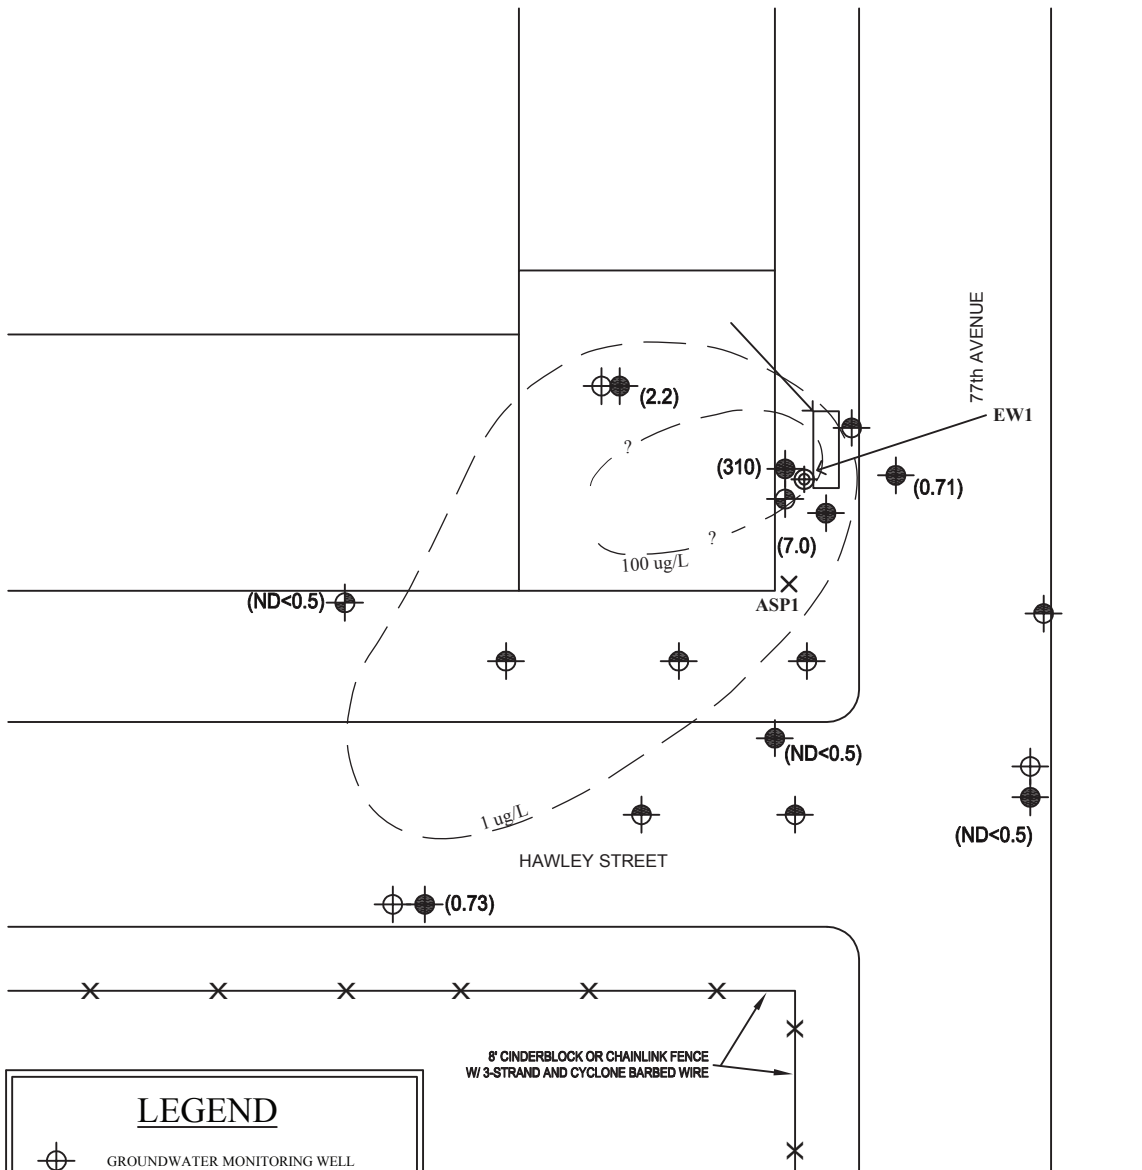 77th AVENUE
(2.2)
EW1
?
(310)
(0.71)
?
(7.0)
100 ug/L
(ND<0.5)
ASP1
(ND<0.5)
1 ug/L
(ND<0.5)
HAWLEY STREET
(0.73)
8' CINDERBLOCK OR CHAINLINK FENCE
W/ 3-STRAND AND CYCLONE BARBED WIRE
LEGEND
GROUNDWATER MONITORING WELL